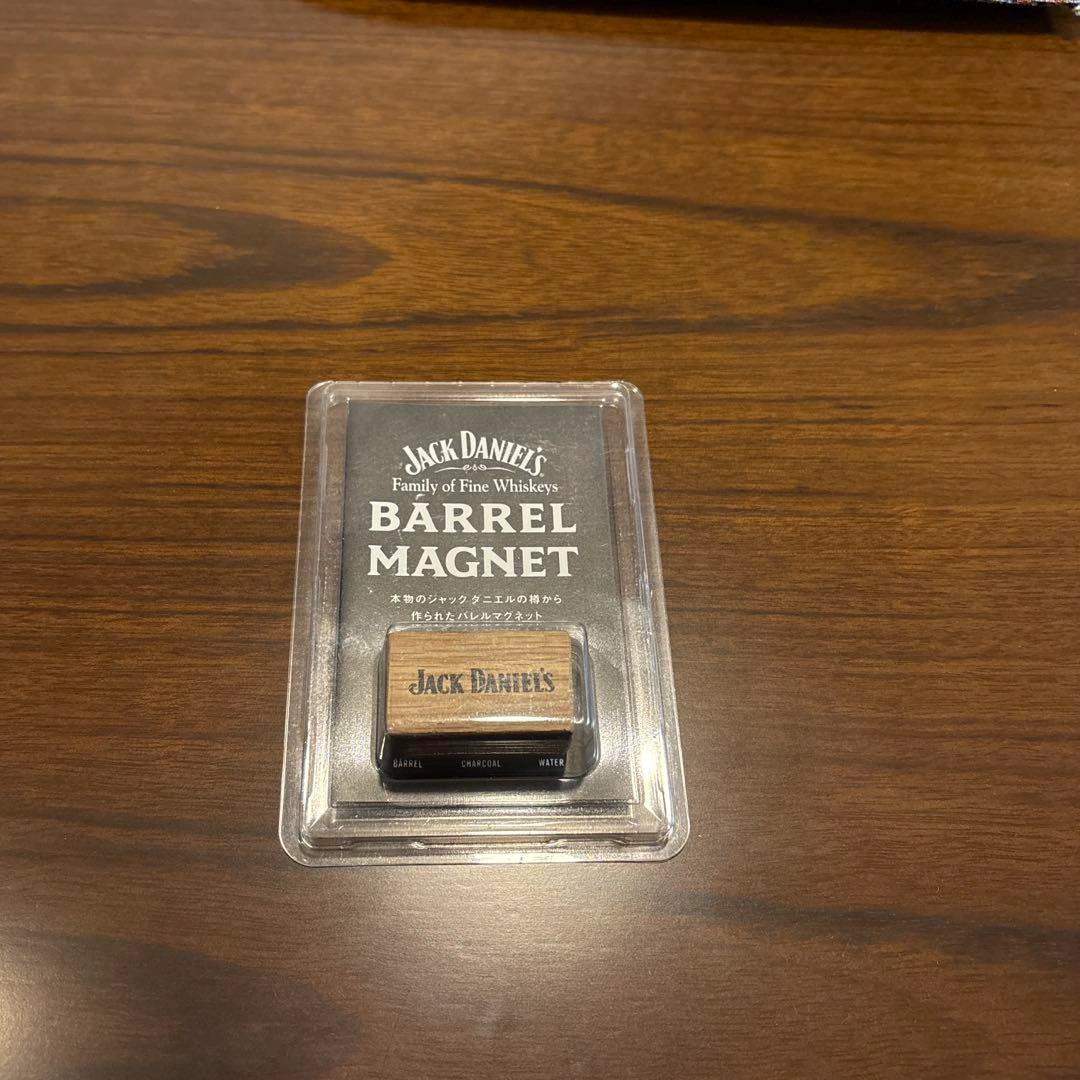 JACK DANIEL'S
Family of Fine Whiskeys
BARREL
MAGNET
本物のジャック ダニエルの樽から
作られたバレルマグネット
JACK DANIEL'S
BARREL CHARCOAL WATER